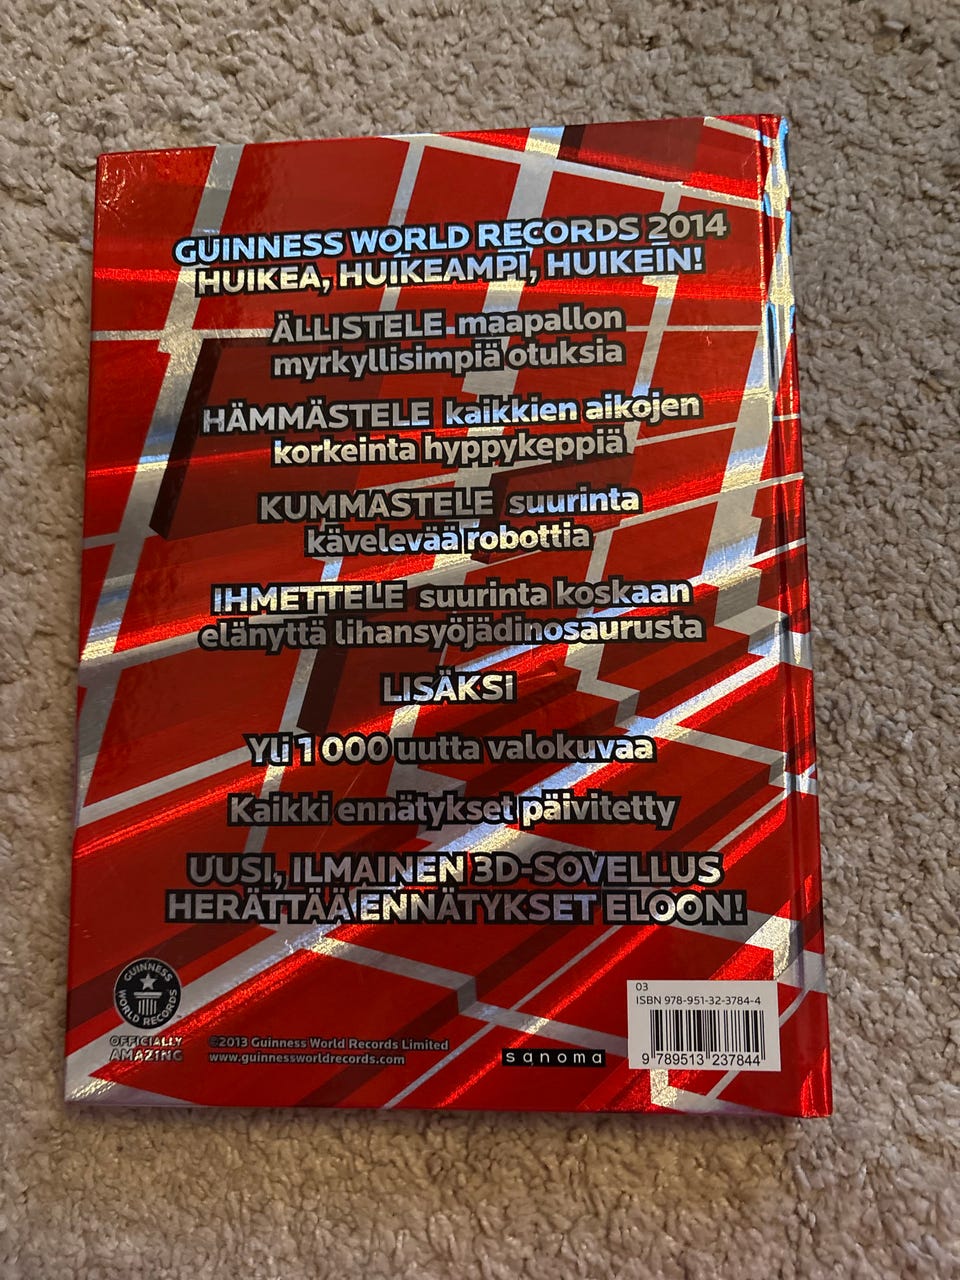 GUINNESS WORLD RECORDS 2014
HUIKEA, HUIKEAMPI, HUIKEIN!
ÄLLISTELE maapallon
myrkyllisimpiä otuksia
HÄMMÄSTELE kaikkien aikojen
korkeinta hyppykeppiä
KUMMASTELE suurinta
kävelevää robottia
IHMETTELE suurinta koskaan
elänyttä lihansyöjädinosaurusta
LISÄKSI
Yli 1 000 uutta valokuvaa
Kaikki ennätykset päivitetty
UUSI, ILMAINEN 3D-SOVELLUS
HERÄTTÄÄ ENNÄTYKSET ELOON!
GUINNESS
WORLD RECORDS
OFFICIALLY
AMAZING
©2013 Guinness World Records Limited
www.guinnessworldrecords.com
sanoma
03
ISBN 978-951-32-3784-4
9 789513 237844